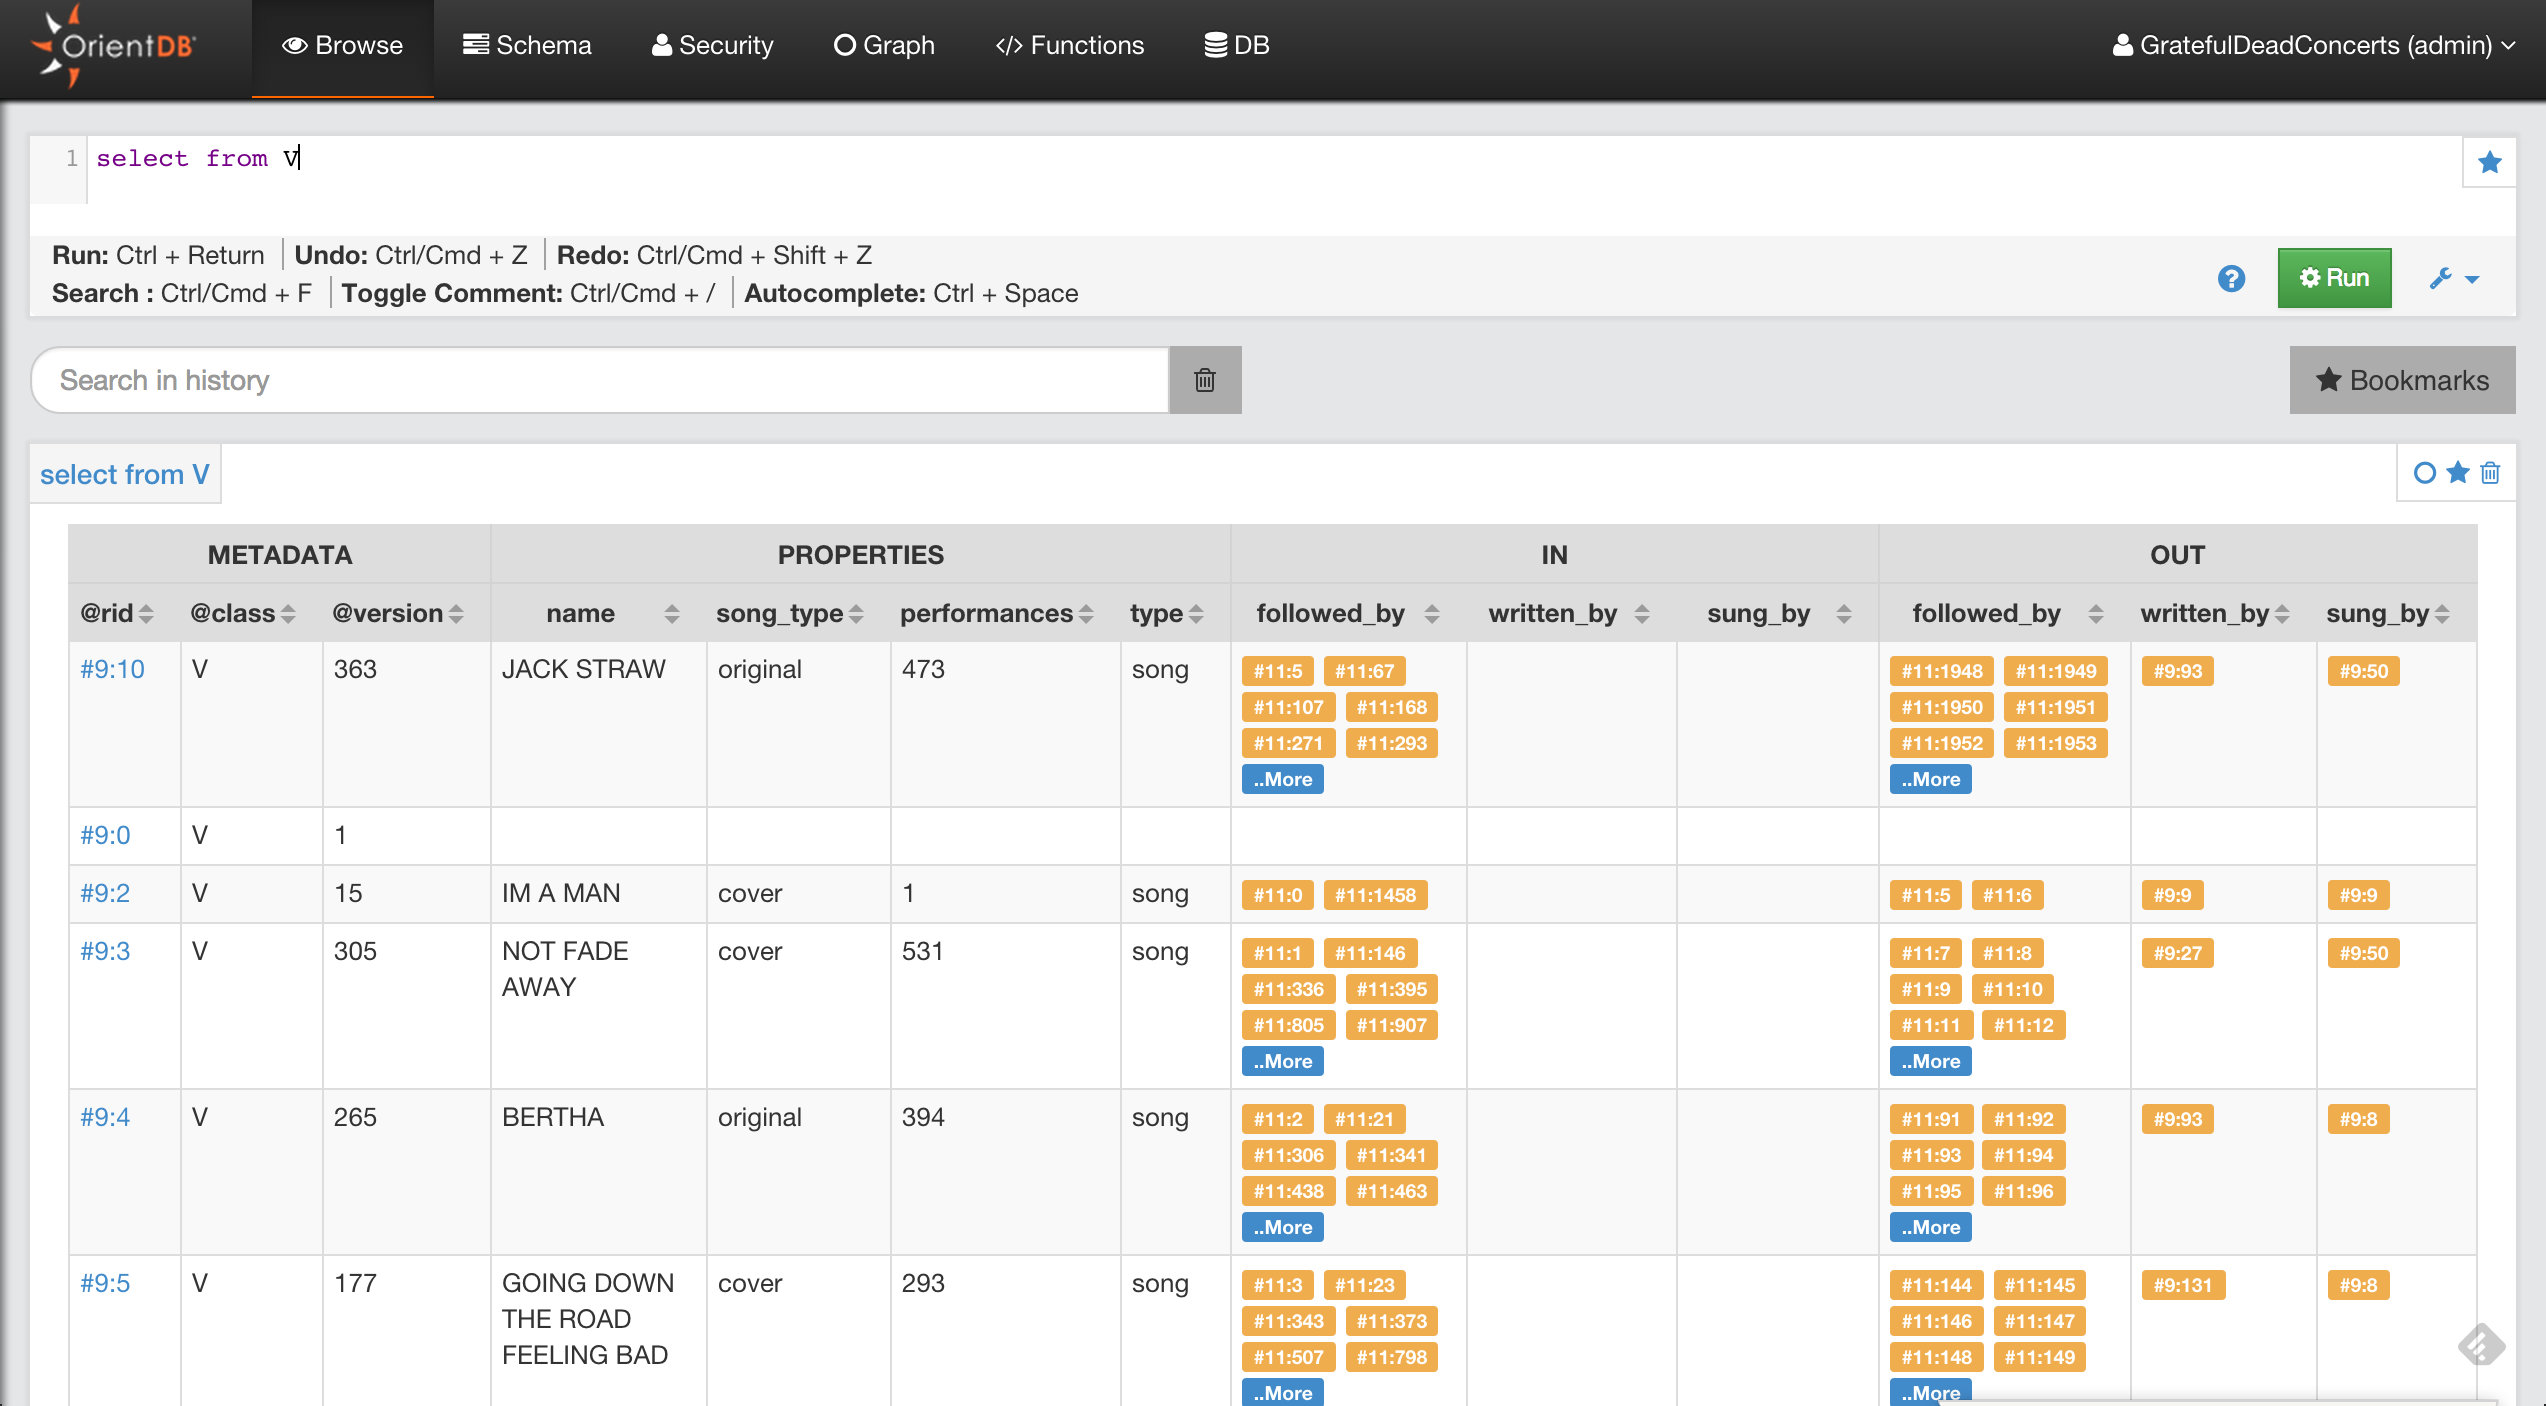 OrientDB Browse Schema Security Graph </> Functions DB GratefulDeadConcerts (admin)
1 select from V
Run: Ctrl + Return Undo: Ctrl/Cmd + Z Redo: Ctrl/Cmd + Shift + Z
Search : Ctrl/Cmd + F Toggle Comment: Ctrl/Cmd + / Autocomplete: Ctrl + Space
? Run
Search in history Bookmarks
select from V
METADATA PROPERTIES IN OUT
@rid @class @version name song_type performances type followed_by written_by sung_by followed_by written_by sung_by
#9:10 V 363 JACK STRAW original 473 song #11:5 #11:67 #11:1948 #11:1949 #9:93 #9:50
#11:107 #11:168 #11:1950 #11:1951
#11:271 #11:293 #11:1952 #11:1953
..More ..More
#9:0 V 1
#9:2 V 15 IM A MAN cover 1 song #11:0 #11:1458 #11:5 #11:6 #9:9 #9:9
#9:3 V 305 NOT FADE cover 531 song #11:1 #11:146 #11:7 #11:8 #9:27 #9:50
AWAY #11:336 #11:395 #11:9 #11:10
#11:805 #11:907 #11:11 #11:12
..More ..More
#9:4 V 265 BERTHA original 394 song #11:2 #11:21 #11:91 #11:92 #9:93 #9:8
#11:306 #11:341 #11:93 #11:94
#11:438 #11:463 #11:95 #11:96
..More ..More
#9:5 V 177 GOING DOWN cover 293 song #11:3 #11:23 #11:144 #11:145 #9:131 #9:8
THE ROAD #11:343 #11:373 #11:146 #11:147
FEELING BAD #11:507 #11:798 #11:148 #11:149
..More ..More